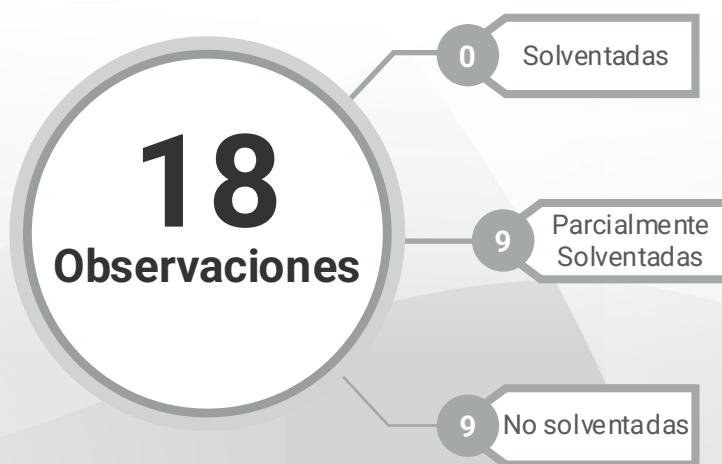 18
Observaciones
0
Solventadas
9
Parcialmente
Solventadas
9
No solventadas